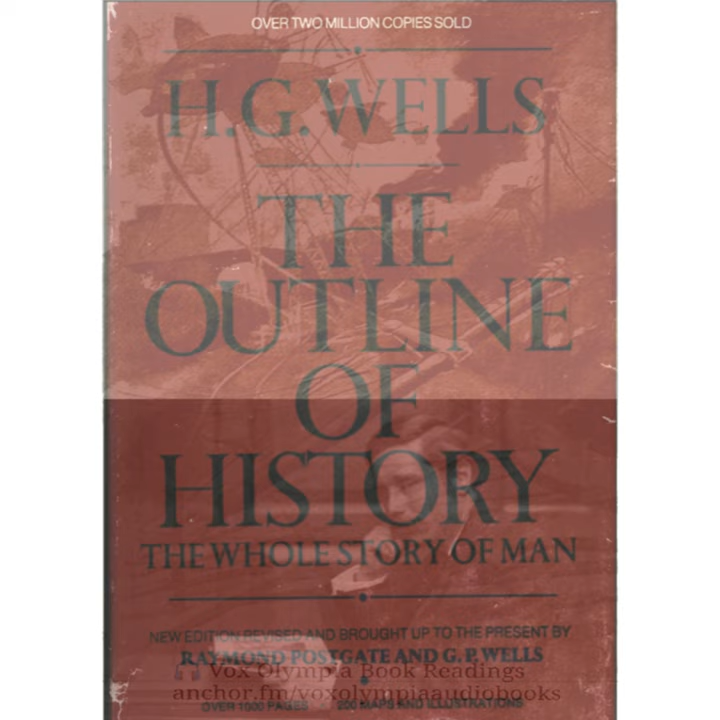 OVER TWO MILLION COPIES SOLD
H.G.WELLS
THE
OUTLINE
OF
HISTORY
THE WHOLE STORY OF MAN
NEW EDITION REVISED AND BROUGHT UP TO THE PRESENT BY
RAYMOND POSTGATE AND G. P. WELLS
Vox Olympia Book Readings
anchor.fm/voxolympiaaudiobooks
OVER 1000 PAGES 200 MAPS AND ILLUSTRATIONS